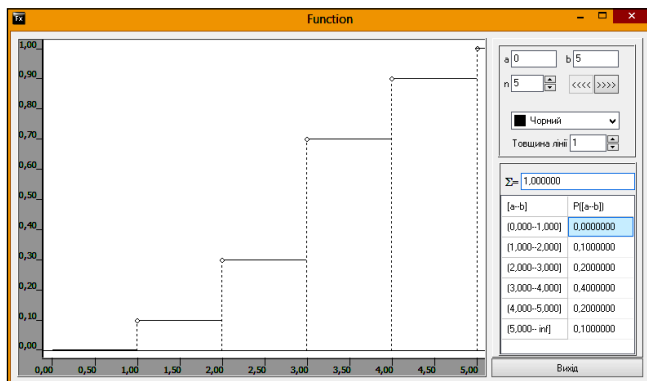 Fx
Function
1,00
0,90
0,80
0,70
0,60
0,50
0,40
0,30
0,20
0,10
0,00
0,00 0,50 1,00 1,50 2,00 2,50 3,00 3,50 4,00 4,50 5,00
a 0 b 5
n 5 <<<< >>>>
Чорний
Товщина лінії 1
Σ= 1,000000
[a--b] P([a--b])
(0,000--1,000] 0,0000000
(1,000--2,000] 0,1000000
(2,000--3,000] 0,2000000
(3,000--4,000] 0,4000000
(4,000--5,000] 0,2000000
(5,000-- inf] 0,1000000
Вихід